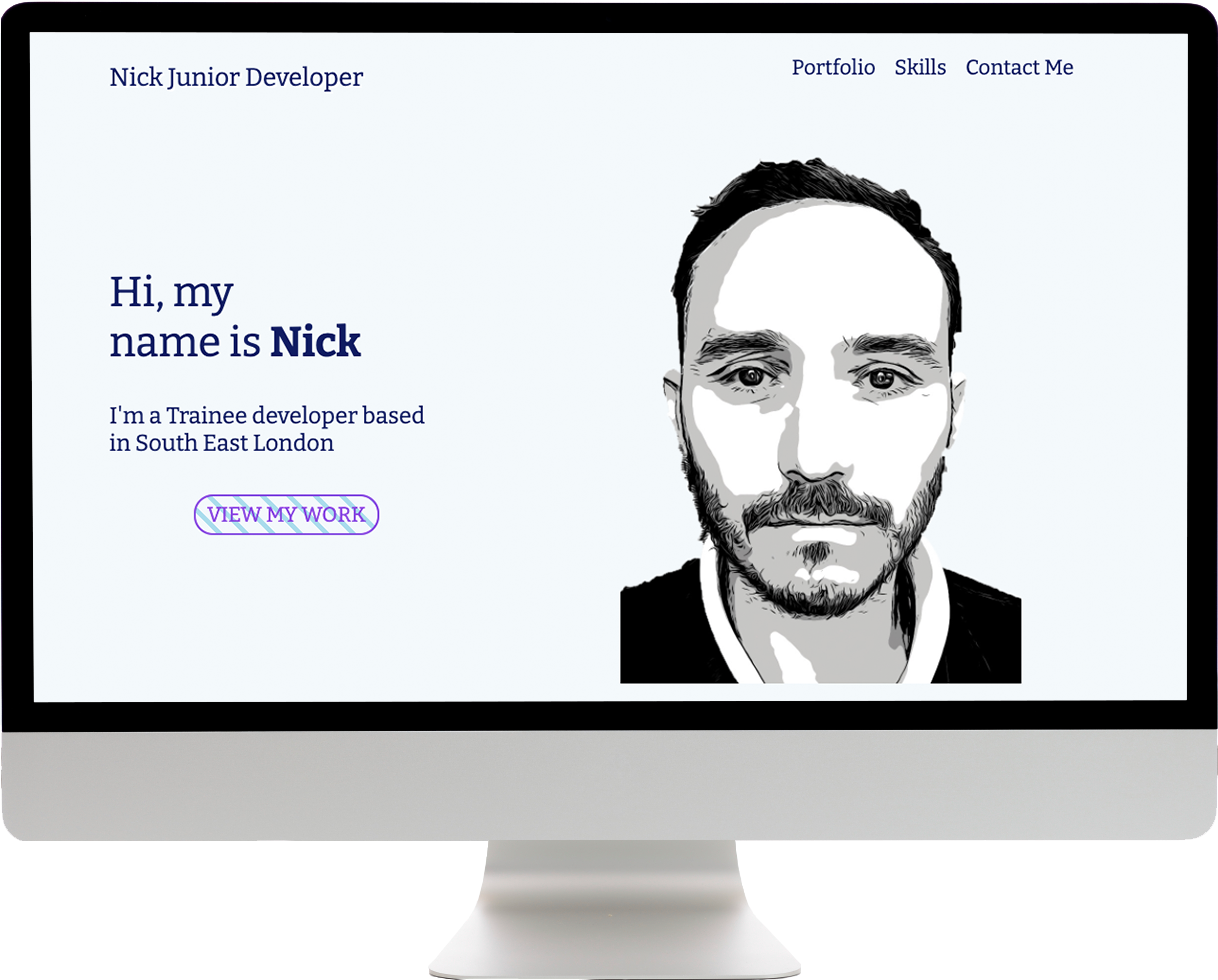 Nick Junior Developer
Portfolio Skills Contact Me
Hi, my
name is Nick
I'm a Trainee developer based
in South East London
VIEW MY WORK